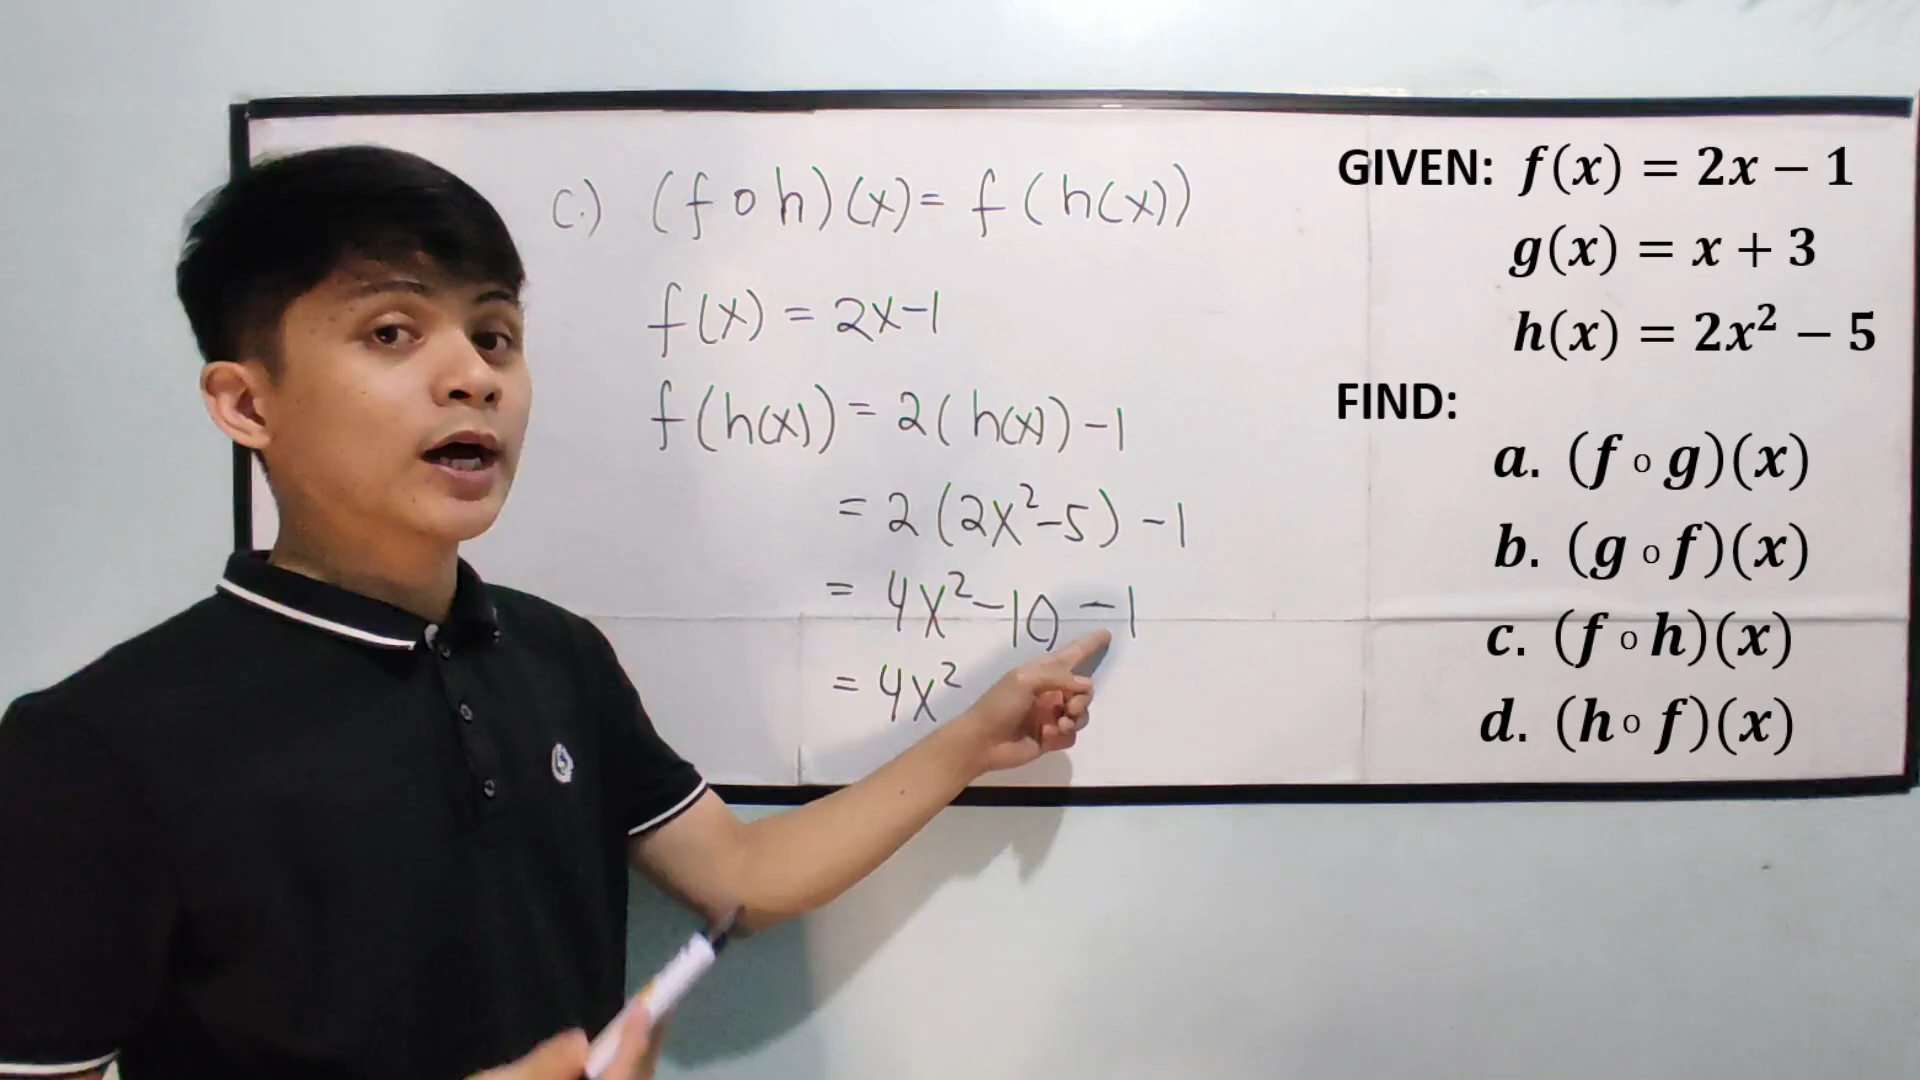 c.) (f o h)(x) = f(h(x))
f(x) = 2x-1
f(h(x)) = 2(h(x)) -1
= 2(2x²-5) -1
= 4x²-10 -1
= 4x²
GIVEN: f(x) = 2x − 1
g(x) = x + 3
h(x) = 2x² − 5
FIND:
a. (f ∘ g)(x)
b. (g ∘ f)(x)
c. (f ∘ h)(x)
d. (h ∘ f)(x)